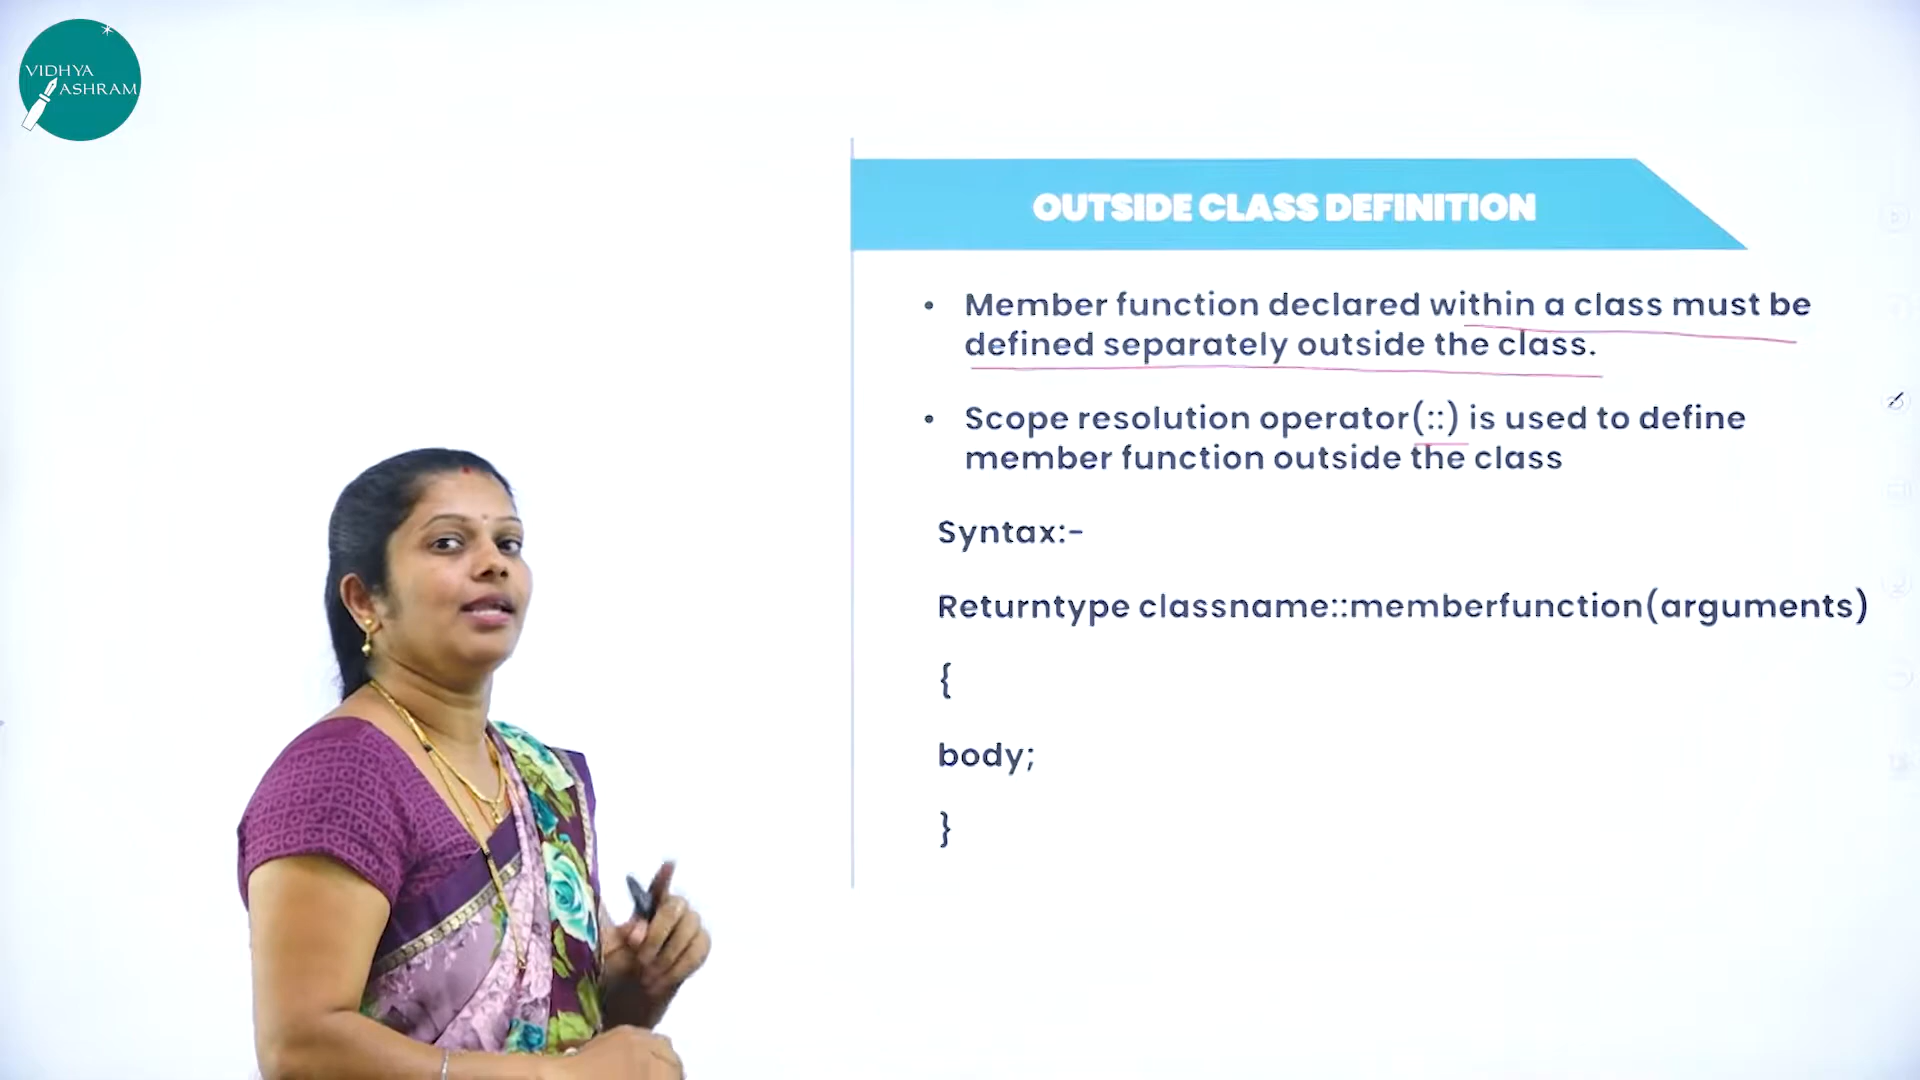 VIDHYA
ASHRAM
OUTSIDE CLASS DEFINITION
• Member function declared within a class must be
defined separately outside the class.
• Scope resolution operator(::) is used to define
member function outside the class
Syntax:-
Returntype classname::memberfunction(arguments)
{
body;
}